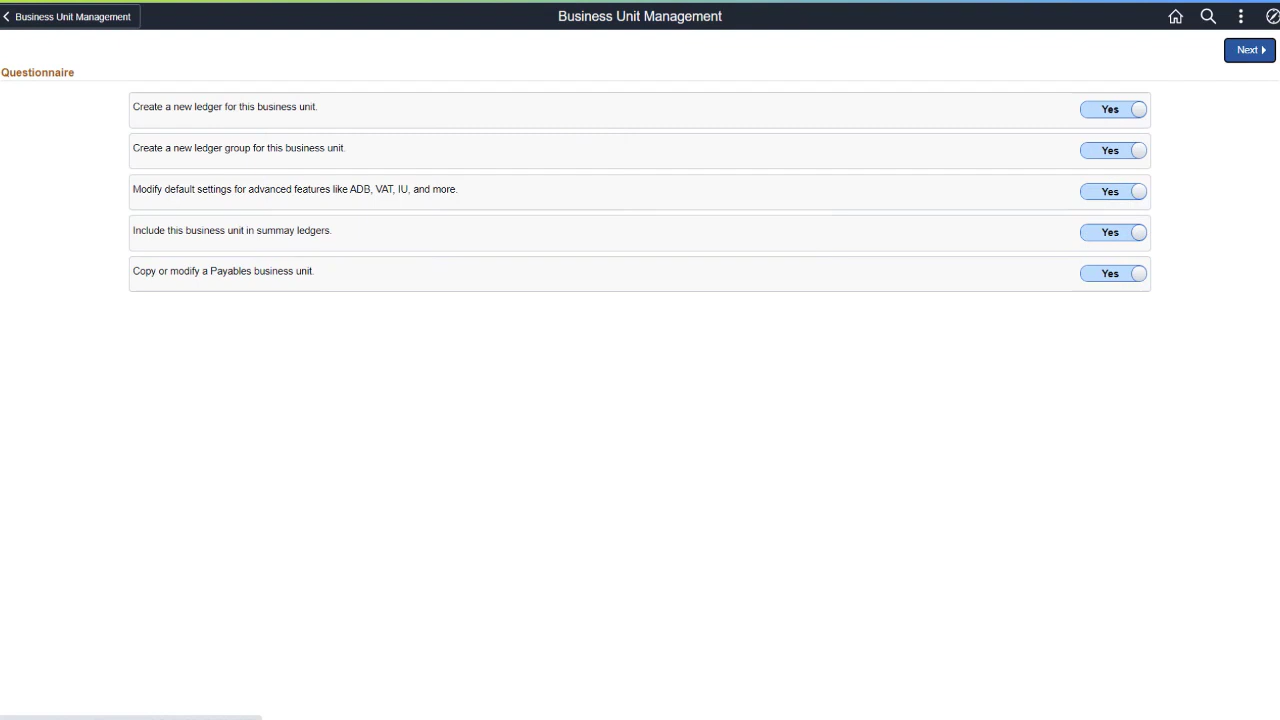 Business Unit Management
Business Unit Management
Next
Questionnaire
Create a new ledger for this business unit.
Yes
Create a new ledger group for this business unit.
Yes
Modify default settings for advanced features like ADB, VAT, IU, and more.
Yes
Include this business unit in summay ledgers.
Yes
Copy or modify a Payables business unit.
Yes